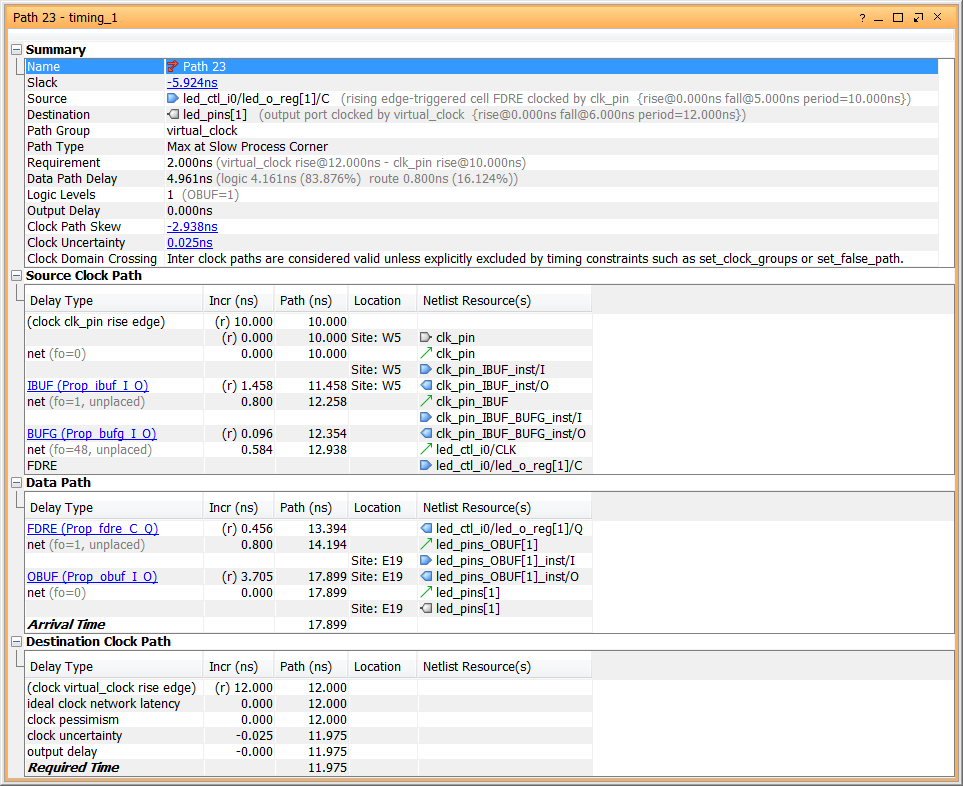 Path 23 - timing_1
Summary
Name Path 23
Slack -5.924ns
Source led_ctl_i0/led_o_reg[1]/C (rising edge-triggered cell FDRE clocked by clk_pin {rise@0.000ns fall@5.000ns period=10.000ns})
Destination led_pins[1] (output port clocked by virtual_clock {rise@0.000ns fall@6.000ns period=12.000ns})
Path Group virtual_clock
Path Type Max at Slow Process Corner
Requirement 2.000ns (virtual_clock rise@12.000ns - clk_pin rise@10.000ns)
Data Path Delay 4.961ns (logic 4.161ns (83.876%) route 0.800ns (16.124%))
Logic Levels 1 (OBUF=1)
Output Delay 0.000ns
Clock Path Skew -2.938ns
Clock Uncertainty 0.025ns
Clock Domain Crossing Inter clock paths are considered valid unless explicitly excluded by timing constraints such as set_clock_groups or set_false_path.
Source Clock Path
Delay Type Incr (ns) Path (ns) Location Netlist Resource(s)
(clock clk_pin rise edge) (r) 10.000 10.000
(r) 0.000 10.000 Site: W5 clk_pin
net (fo=0) 0.000 10.000 clk_pin
Site: W5 clk_pin_IBUF_inst/I
IBUF (Prop_ibuf_I_O) (r) 1.458 11.458 Site: W5 clk_pin_IBUF_inst/O
net (fo=1, unplaced) 0.800 12.258 clk_pin_IBUF
clk_pin_IBUF_BUFG_inst/I
BUFG (Prop_bufg_I_O) (r) 0.096 12.354 clk_pin_IBUF_BUFG_inst/O
net (fo=48, unplaced) 0.584 12.938 led_ctl_i0/CLK
FDRE led_ctl_i0/led_o_reg[1]/C
Data Path
Delay Type Incr (ns) Path (ns) Location Netlist Resource(s)
FDRE (Prop_fdre_C_Q) (r) 0.456 13.394 led_ctl_i0/led_o_reg[1]/Q
net (fo=1, unplaced) 0.800 14.194 led_pins_OBUF[1]
Site: E19 led_pins_OBUF[1]_inst/I
OBUF (Prop_obuf_I_O) (r) 3.705 17.899 Site: E19 led_pins_OBUF[1]_inst/O
net (fo=0) 0.000 17.899 led_pins[1]
Site: E19 led_pins[1]
Arrival Time 17.899
Destination Clock Path
Delay Type Incr (ns) Path (ns) Location Netlist Resource(s)
(clock virtual_clock rise edge) (r) 12.000 12.000
ideal clock network latency 0.000 12.000
clock pessimism 0.000 12.000
clock uncertainty -0.025 11.975
output delay -0.000 11.975
Required Time 11.975